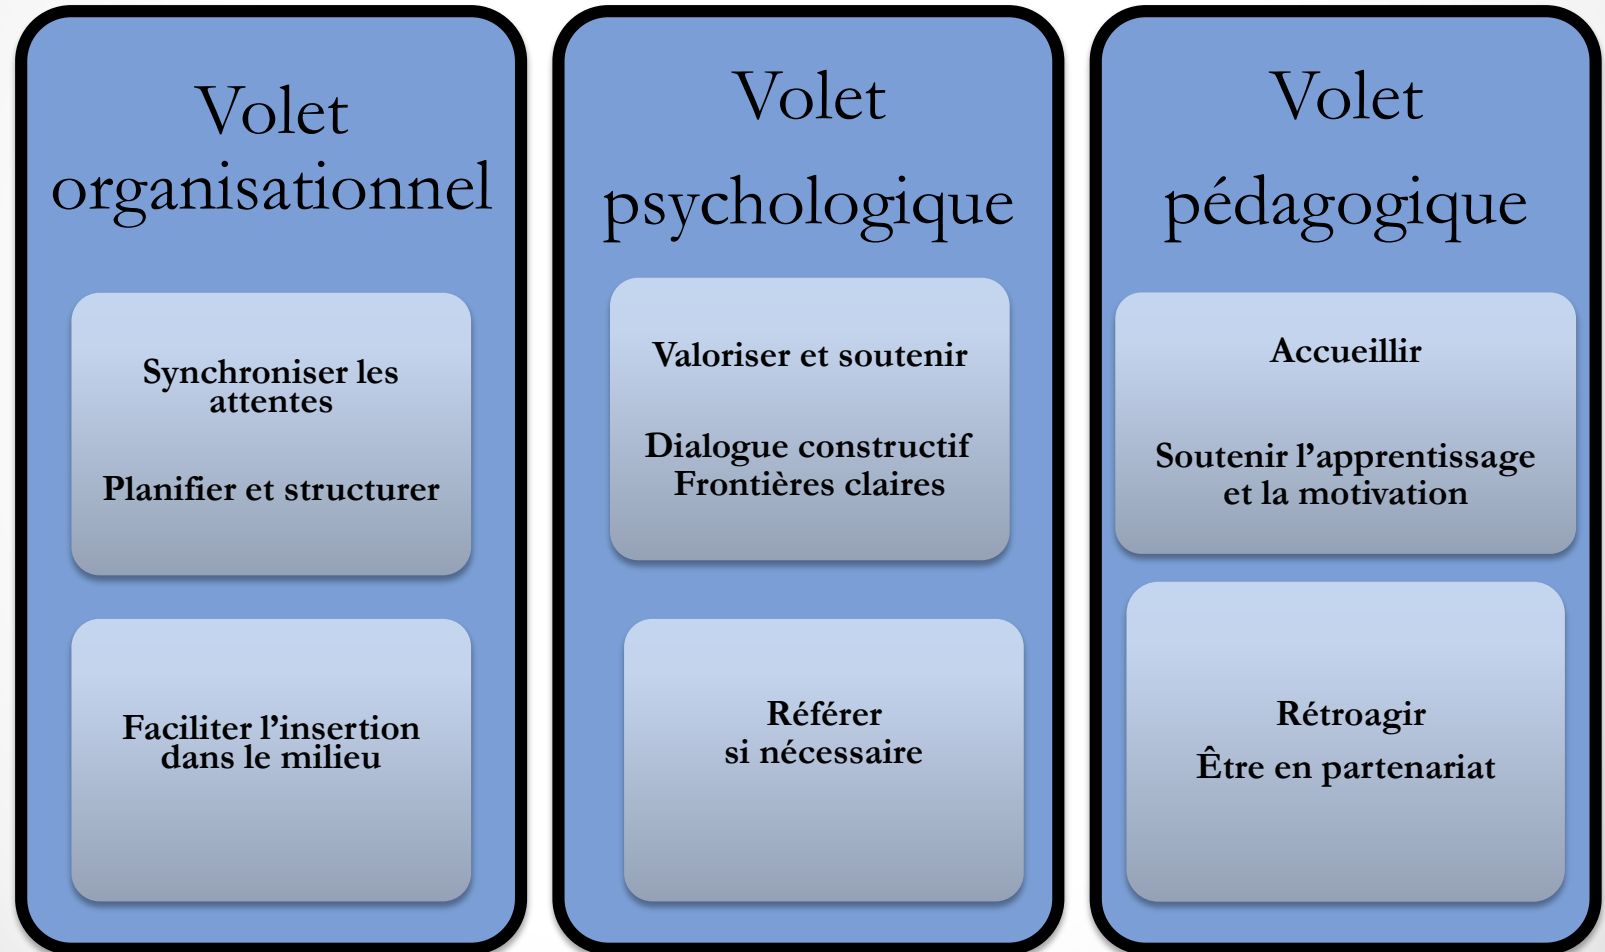 Volet
organisationnel
Synchroniser les
attentes
Planifier et structurer
Faciliter l’insertion
dans le milieu
Volet
psychologique
Valoriser et soutenir
Dialogue constructif
Frontières claires
Référer
si nécessaire
Volet
pédagogique
Accueillir
Soutenir l’apprentissage
et la motivation
Rétroagir
Être en partenariat